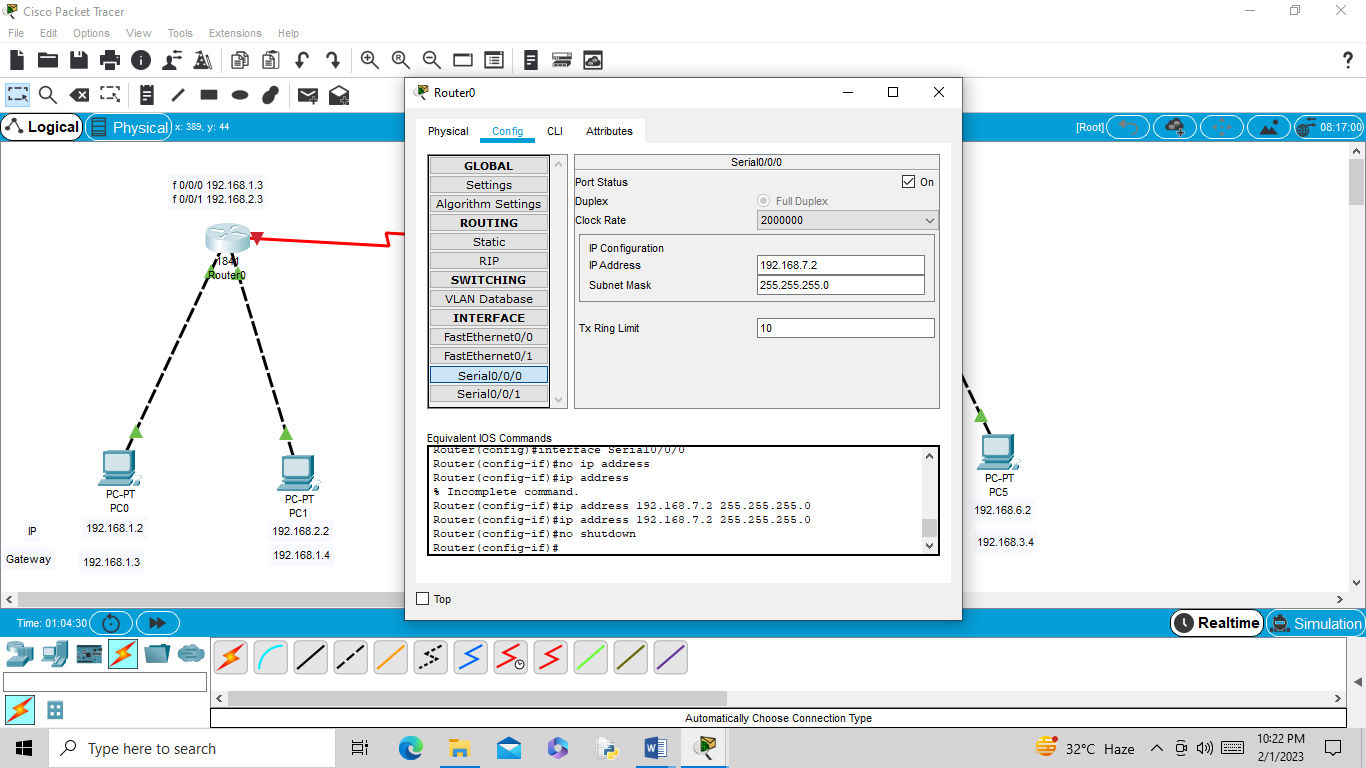 Cisco Packet Tracer
File Edit Options View Tools Extensions Help
Router0
Logical Physical x: 389, y: 44 [Root] 08:17:00
Physical Config CLI Attributes
f 0/0/0 192.168.1.3
f 0/0/1 192.168.2.3
1841
Router0
PC-PT
PC0
192.168.1.2
PC-PT
PC1
192.168.2.2
IP
Gateway
192.168.1.3
192.168.1.4
GLOBAL
Settings
Algorithm Settings
ROUTING
Static
RIP
SWITCHING
VLAN Database
INTERFACE
FastEthernet0/0
FastEthernet0/1
Serial0/0/0
Serial0/0/1
Serial0/0/0
Port Status On
Duplex Full Duplex
Clock Rate 2000000
IP Configuration
IP Address 192.168.7.2
Subnet Mask 255.255.255.0
Tx Ring Limit 10
Equivalent IOS Commands
Router(config)#interface Serial0/0/0
Router(config-if)#no ip address
Router(config-if)#ip address
% Incomplete command.
Router(config-if)#ip address 192.168.7.2 255.255.255.0
Router(config-if)#ip address 192.168.7.2 255.255.255.0
Router(config-if)#no shutdown
Router(config-if)#
Top
PC-PT
PC5
192.168.6.2
192.168.3.4
Time: 01:04:30 Realtime Simulation
Automatically Choose Connection Type
Type here to search
32°C Haze
10:22 PM
2/1/2023